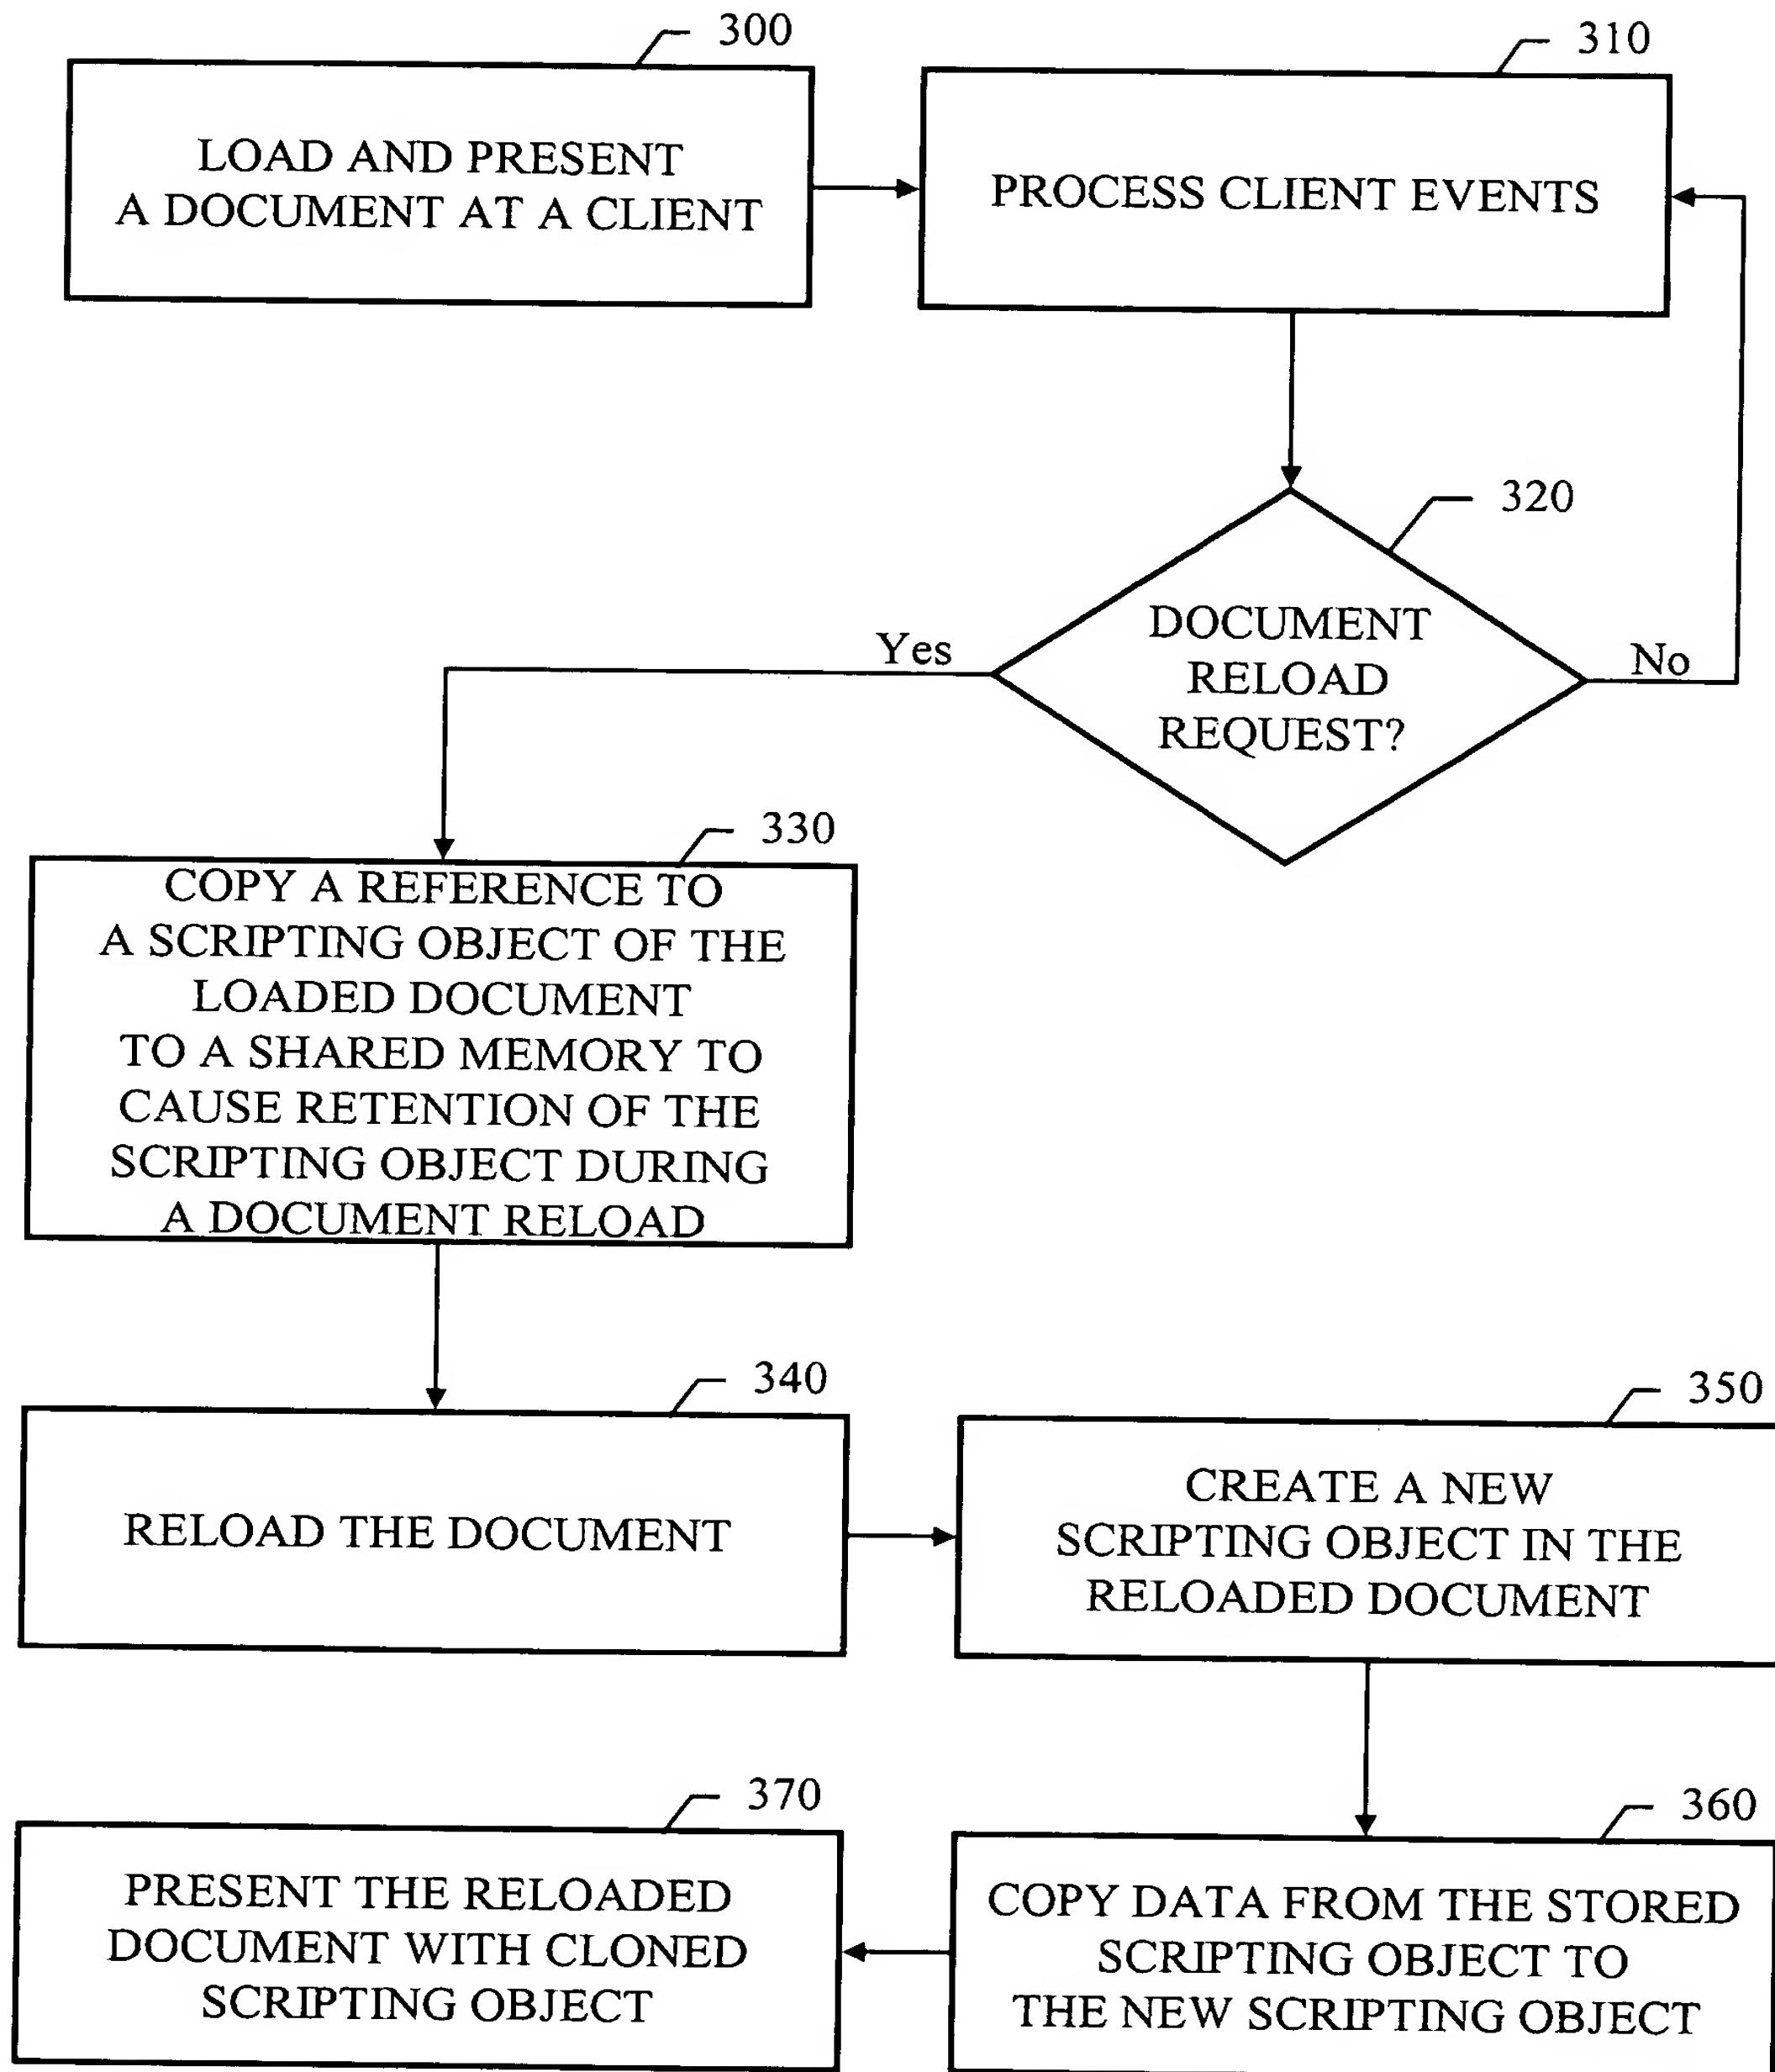 300
LOAD AND PRESENT
A DOCUMENT AT A CLIENT
310
PROCESS CLIENT EVENTS
320
DOCUMENT
RELOAD
REQUEST?
Yes
No
330
COPY A REFERENCE TO
A SCRIPTING OBJECT OF THE
LOADED DOCUMENT
TO A SHARED MEMORY TO
CAUSE RETENTION OF THE
SCRIPTING OBJECT DURING
A DOCUMENT RELOAD
340
RELOAD THE DOCUMENT
350
CREATE A NEW
SCRIPTING OBJECT IN THE
RELOADED DOCUMENT
360
COPY DATA FROM THE STORED
SCRIPTING OBJECT TO
THE NEW SCRIPTING OBJECT
370
PRESENT THE RELOADED
DOCUMENT WITH CLONED
SCRIPTING OBJECT